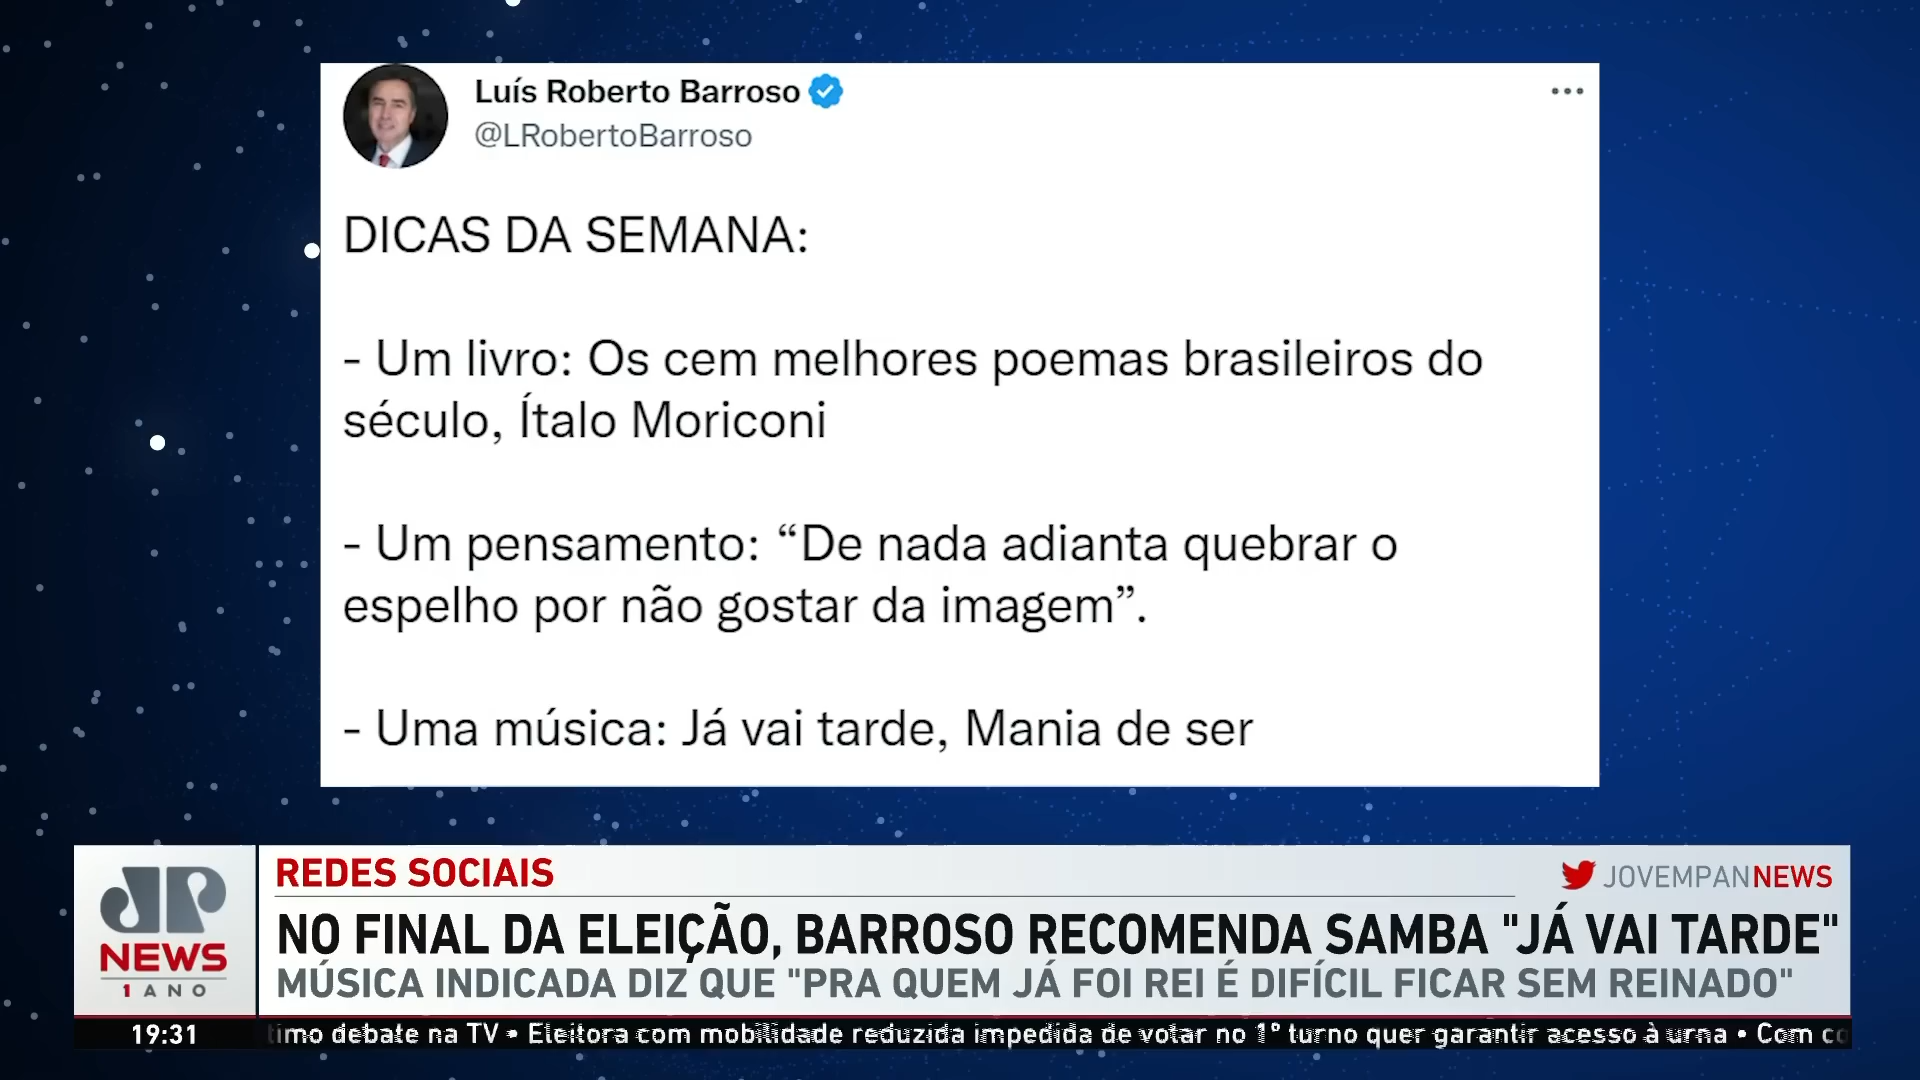 Luís Roberto Barroso
@LRobertoBarroso
DICAS DA SEMANA:
- Um livro: Os cem melhores poemas brasileiros do
século, Ítalo Moriconi
- Um pensamento: “De nada adianta quebrar o
espelho por não gostar da imagem”.
- Uma música: Já vai tarde, Mania de ser
JP
NEWS
1 ANO
REDES SOCIAIS
JOVEMPANNEWS
NO FINAL DA ELEIÇÃO, BARROSO RECOMENDA SAMBA "JÁ VAI TARDE"
MÚSICA INDICADA DIZ QUE "PRA QUEM JÁ FOI REI É DIFÍCIL FICAR SEM REINADO"
19:31
timo debate na TV • Eleitora com mobilidade reduzida impedida de votar no 1° turno quer garantir acesso à urna • Com